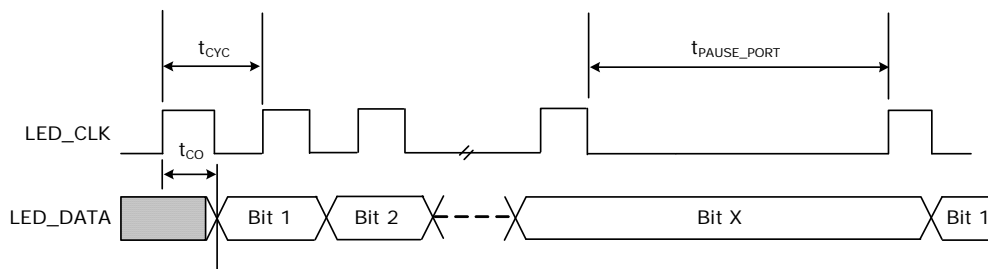 tCYC
tPAUSE_PORT
LED_CLK
tCO
LED_DATA
Bit 1
Bit 2
Bit X
Bit 1